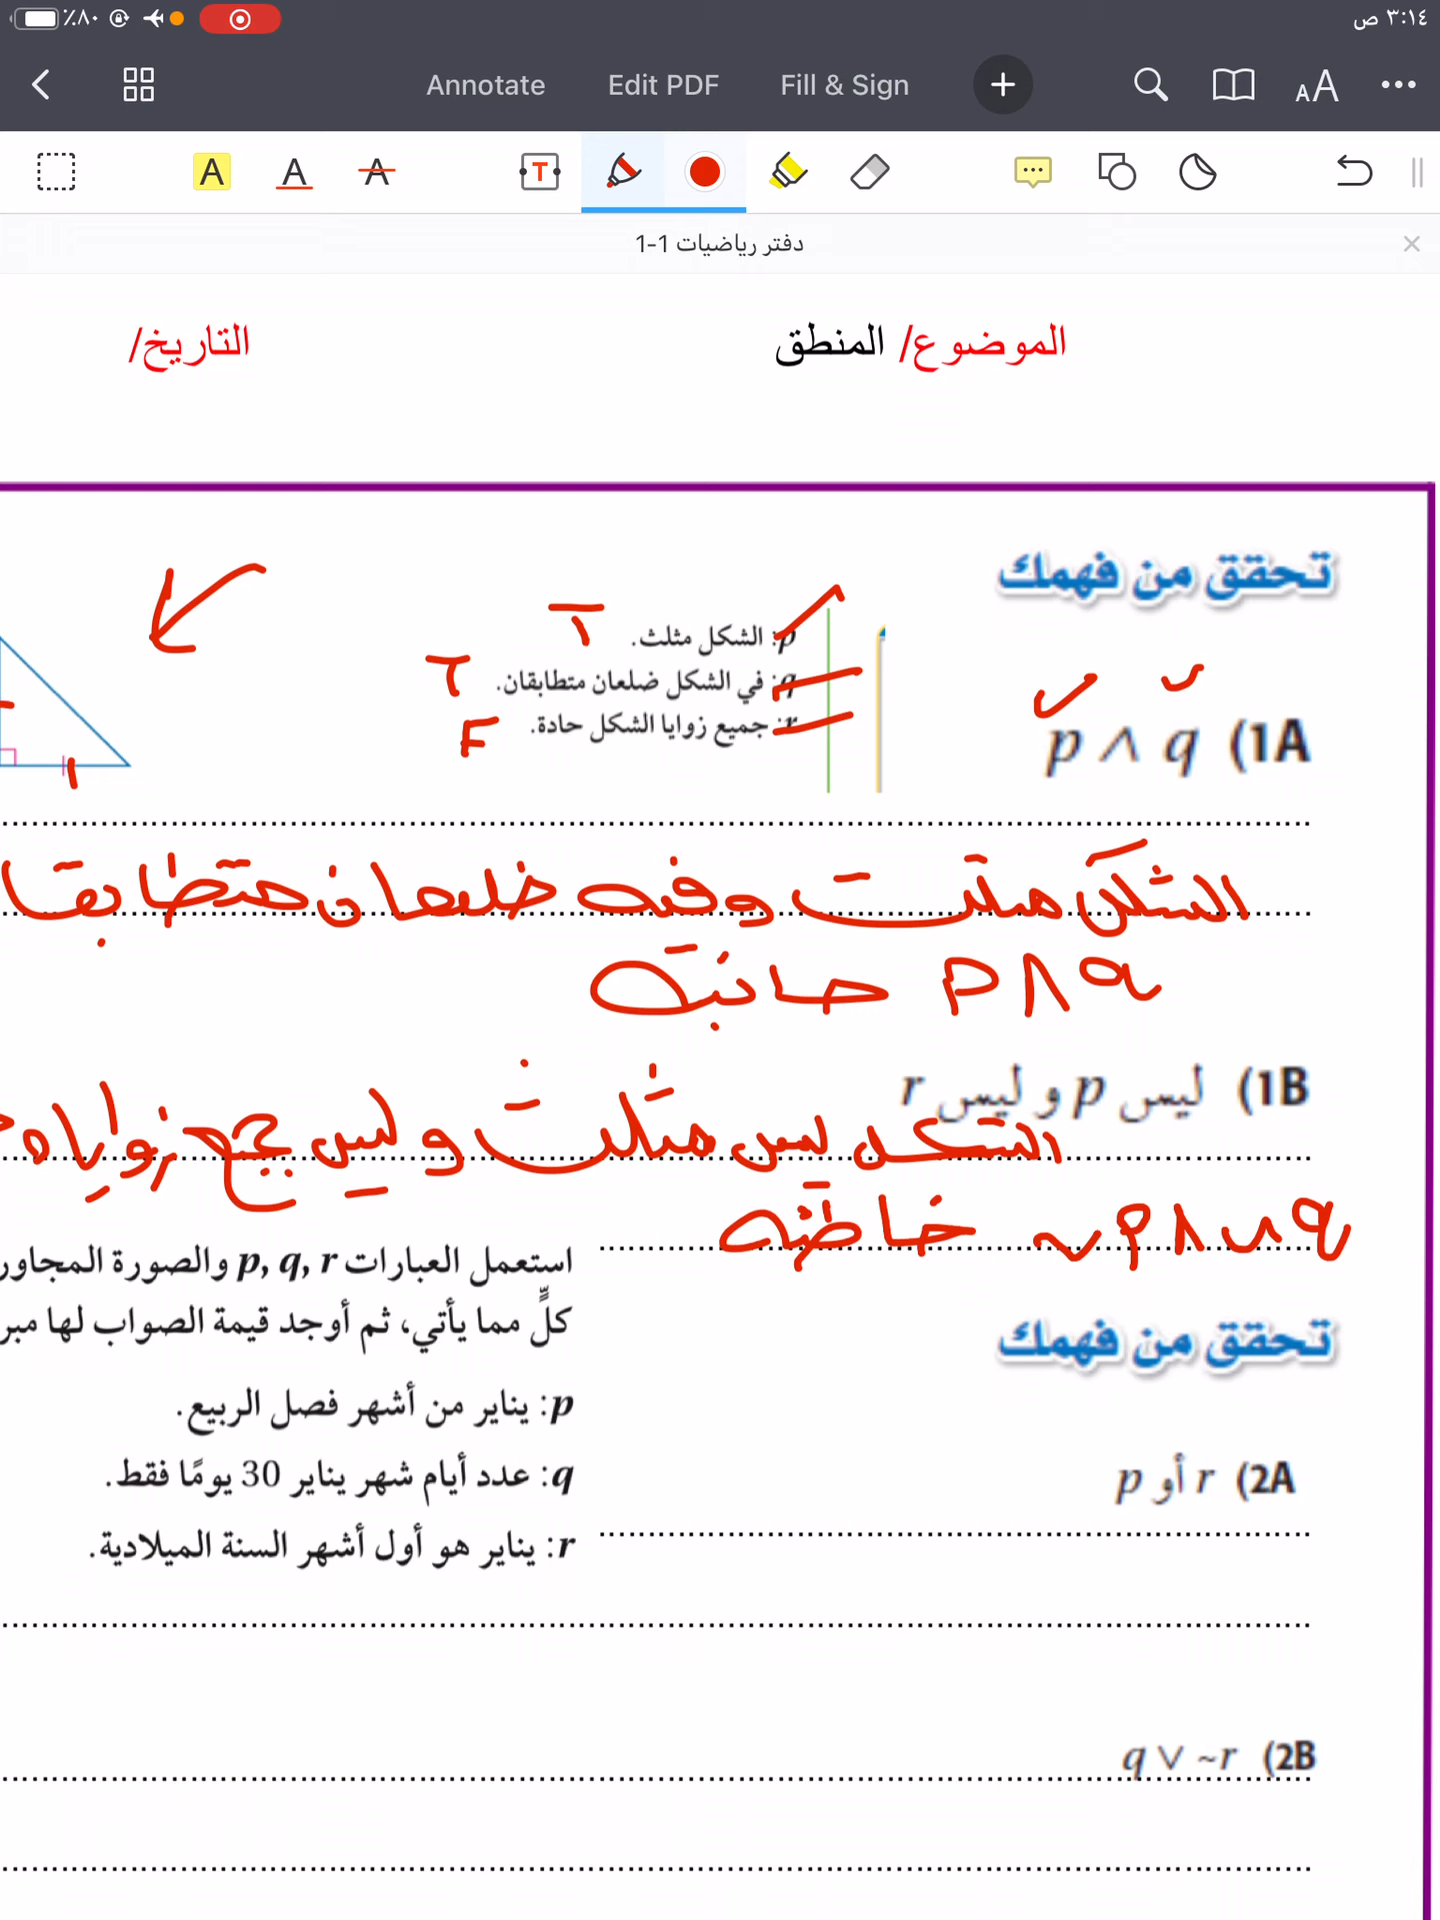 ٪٨٠
٣:١٤ ص
Annotate Edit PDF Fill & Sign
دفتر رياضيات 1-1
الموضوع/ المنطق
التاريخ/
تحقق من فهمك
p: الشكل مثلث. T
q: في الشكل ضلعان متطابقان. T
r: جميع زوايا الشكل حادة. F
1A) p ∧ q
الشكل مثلث وفيه ضلعان متطابقا
p ∧ q صائبة
1B) ليس p و ليس r
الشكل ليس مثلث وليس جميع زواياه
~p ∧ ~q خاطئة
استعمل العبارات p, q, r والصورة المجاور
كلٍّ مما يأتي، ثم أوجد قيمة الصواب لها مبر
تحقق من فهمك
p: يناير من أشهر فصل الربيع.
q: عدد أيام شهر يناير 30 يومًا فقط.
r: يناير هو أول أشهر السنة الميلادية.
2A) r أو p
2B) q ∨ ~r